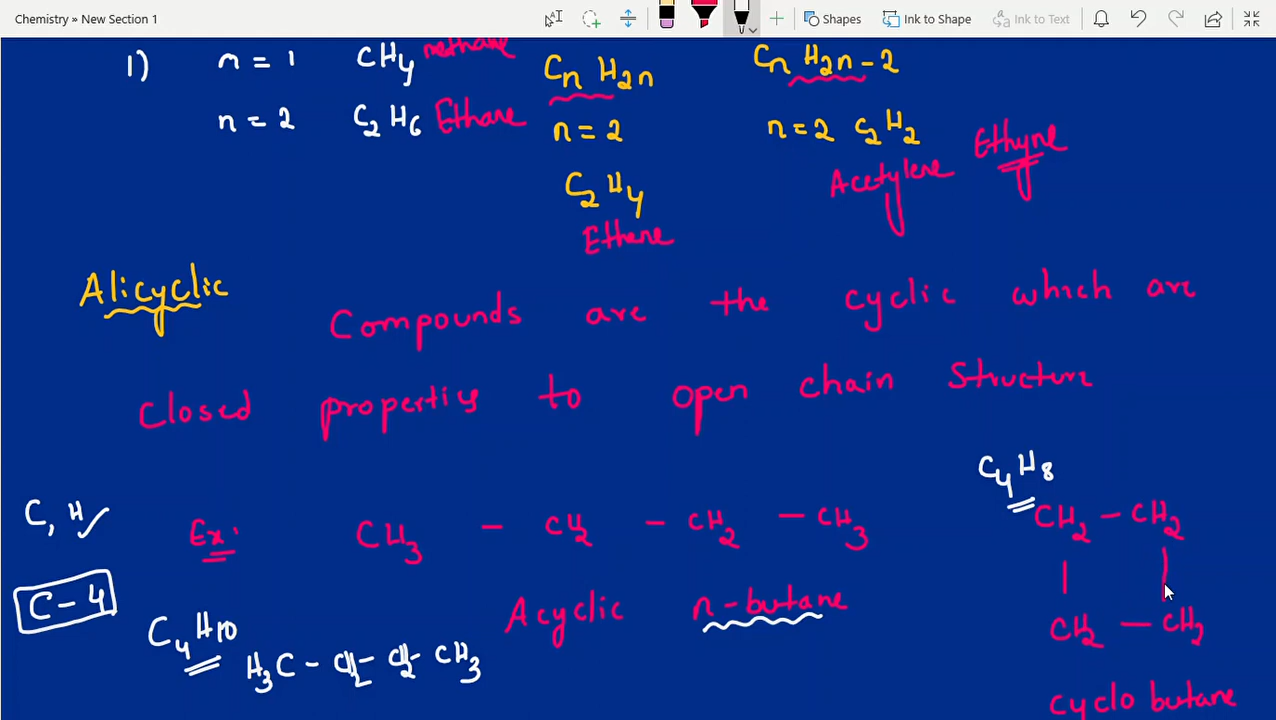 Chemistry » New Section 1
Shapes
Ink to Shape
Ink to Text
1) n = 1 CH4 methane CnH2n CnH2n-2
n = 2 C2H6 Ethane n = 2 n = 2 C2H2 Ethyne
C2H4 Acetylene
Ethane
Alicyclic
Compounds are the cyclic which are
closed properties to open chain structure
C4H8
C, H ✓ Ex: CH3 - CH2 - CH2 - CH3 CH2 - CH2
| |
C-4 Acyclic n-butane CH2 - CH2
C4H10
H3C - CH2 - CH2 - CH3
cyclo butane